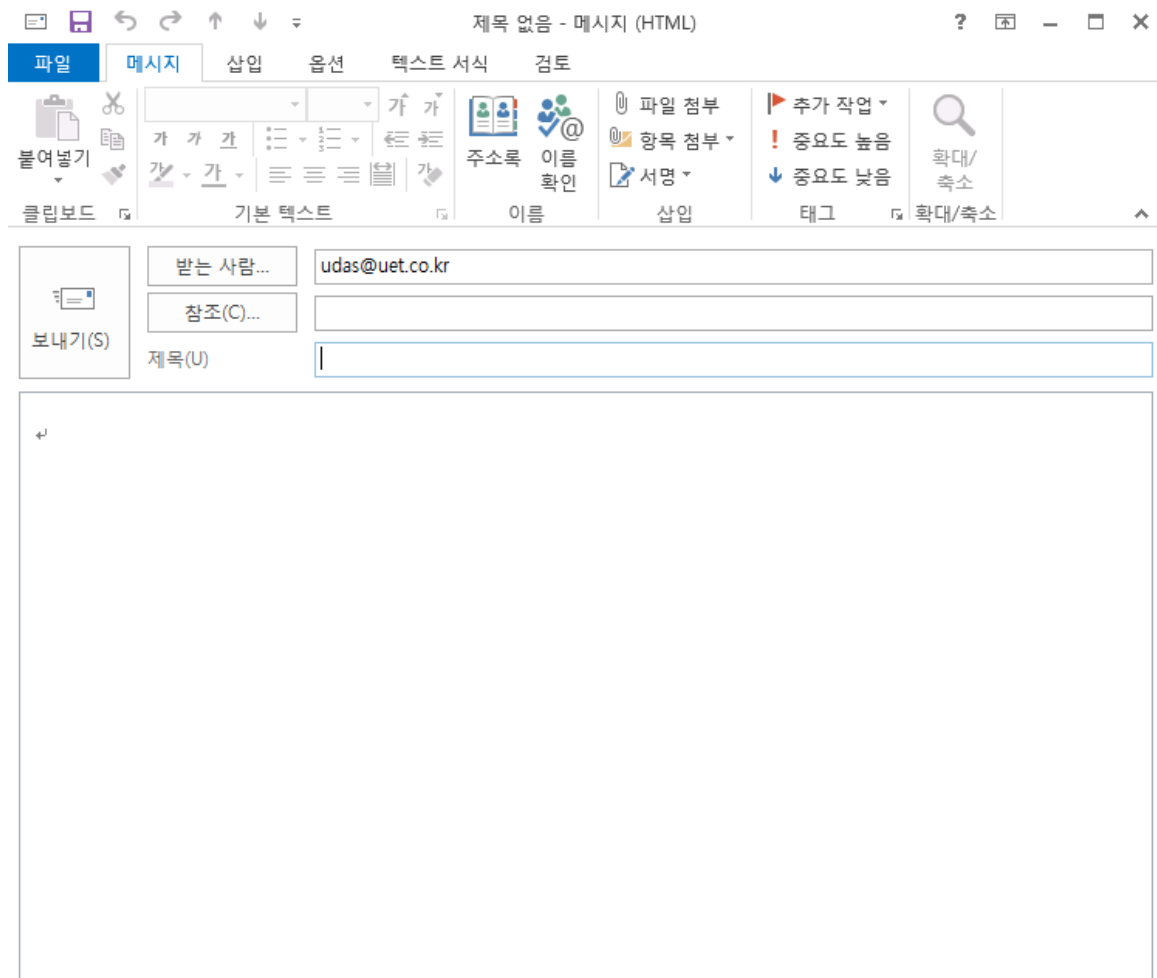 제목 없음 - 메시지 (HTML)
파일 메시지 삽입 옵션 텍스트 서식 검토
붙여넣기
가 가 가 가 가
가 가 가
주소록
이름
확인
파일 첨부
항목 첨부
서명
추가 작업
중요도 높음
중요도 낮음
확대/
축소
클립보드 기본 텍스트 이름 삽입 태그 확대/축소
보내기(S)
받는 사람... udas@uet.co.kr
참조(C)...
제목(U)